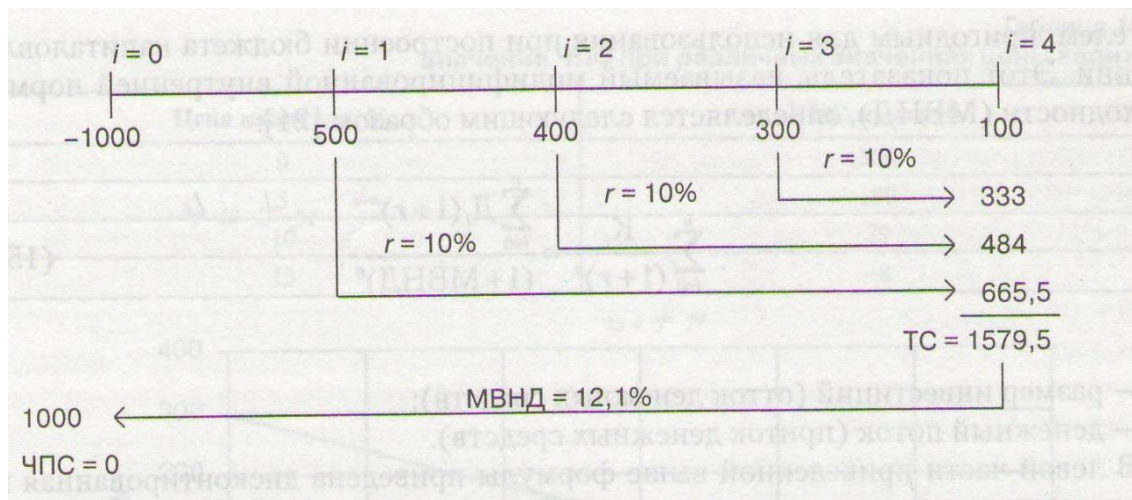 i = 0 i = 1 i = 2 i = 3 i = 4
–1000 500 400 300 100
r = 10%
r = 10% 333
r = 10% 484
665,5
ТС = 1579,5
МВНД = 12,1%
1000
ЧПС = 0